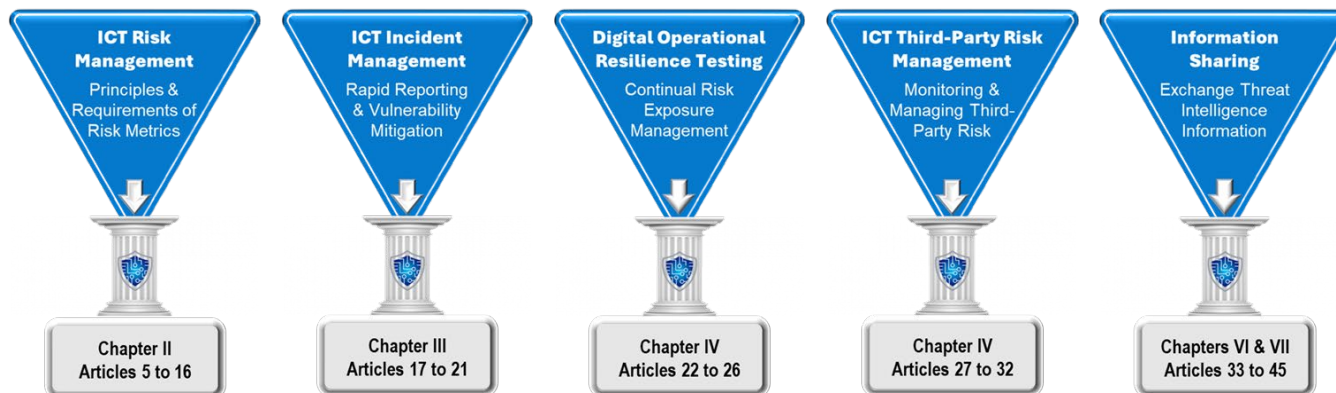 ICT Risk
Management
Principles &
Requirements of
Risk Metrics
Chapter II
Articles 5 to 16
ICT Incident
Management
Rapid Reporting
& Vulnerability
Mitigation
Chapter III
Articles 17 to 21
Digital Operational
Resilience Testing
Continual Risk
Exposure
Management
Chapter IV
Articles 22 to 26
ICT Third-Party Risk
Management
Monitoring &
Managing Third-
Party Risk
Chapter IV
Articles 27 to 32
Information
Sharing
Exchange Threat
Intelligence
Information
Chapters VI & VII
Articles 33 to 45